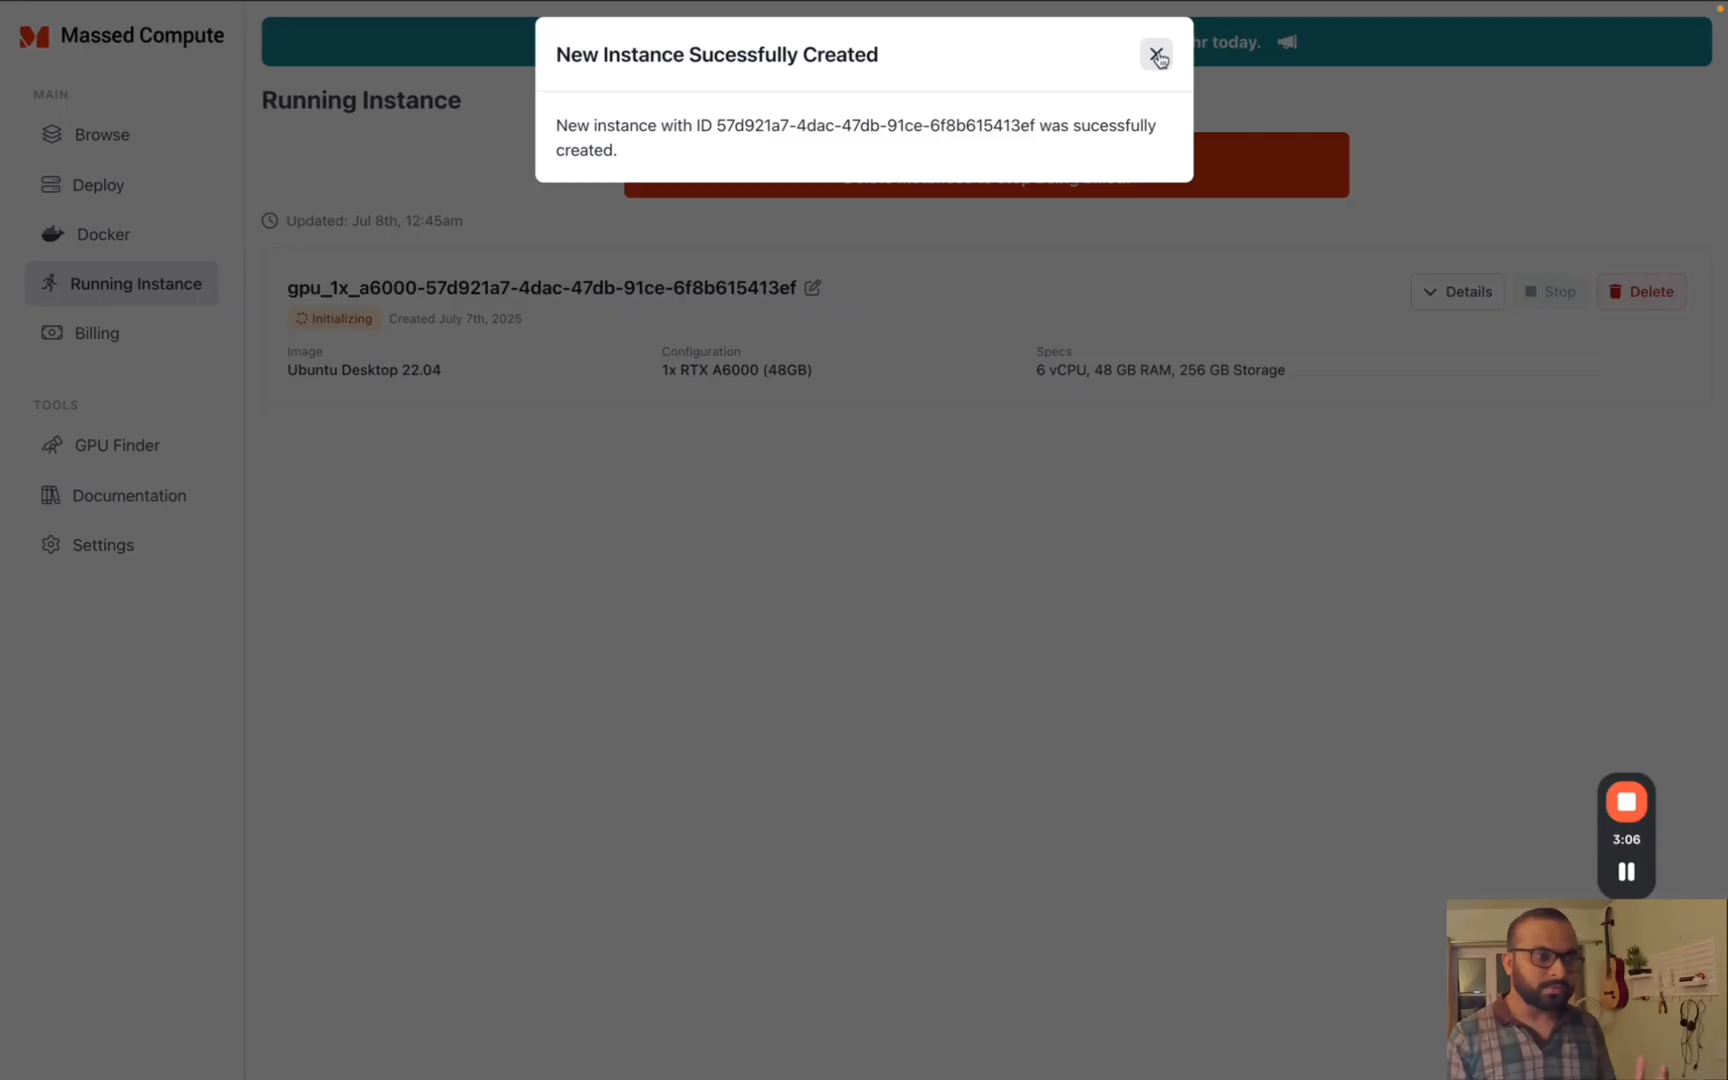 Massed Compute
New Instance Sucessfully Created
hr today.
New instance with ID 57d921a7-4dac-47db-91ce-6f8b615413ef was sucessfully
created.
MAIN
Browse
Deploy
Docker
Running Instance
Billing
TOOLS
GPU Finder
Documentation
Settings
Running Instance
Updated: Jul 8th, 12:45am
gpu_1x_a6000-57d921a7-4dac-47db-91ce-6f8b615413ef
Details
Stop
Delete
Initializing
Created July 7th, 2025
Image
Ubuntu Desktop 22.04
Configuration
1x RTX A6000 (48GB)
Specs
6 vCPU, 48 GB RAM, 256 GB Storage
3:06